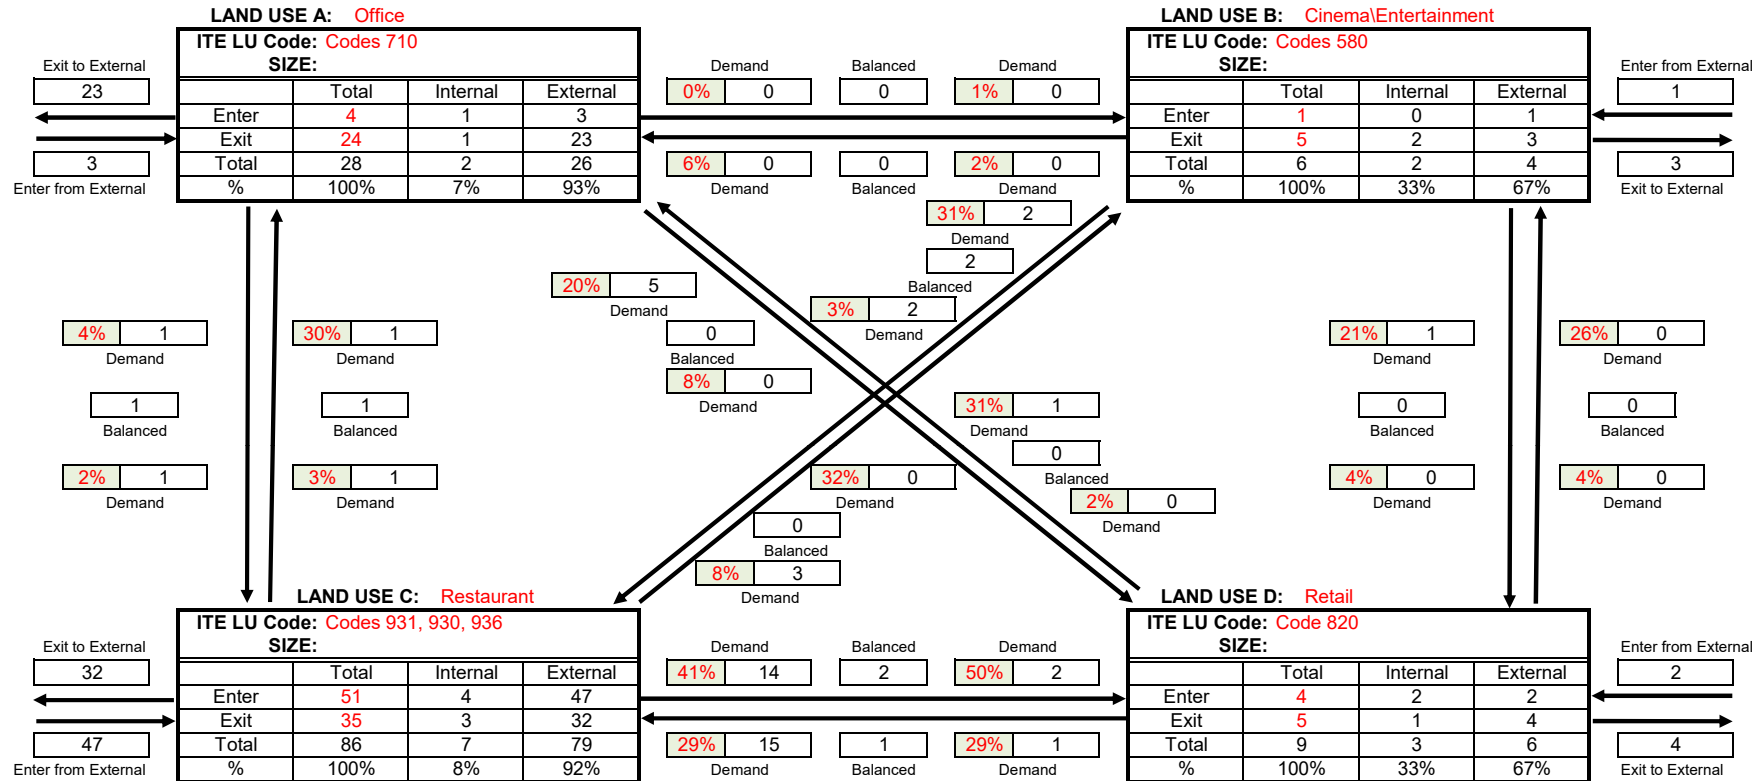 LAND USE A: Office
LAND USE B: Cinema\Entertainment
ITE LU Code: Codes 710
SIZE:
Total Internal External
Enter 4 1 3
Exit 24 1 23
Total 28 2 26
% 100% 7% 93%
Exit to External
23
3
Enter from External
Demand Balanced Demand
0% 0 0 1% 0
6% 0 0 2% 0
Demand Balanced Demand
ITE LU Code: Codes 580
SIZE:
Total Internal External
Enter 1 0 1
Exit 5 2 3
Total 6 2 4
% 100% 33% 67%
Enter from External
1
3
Exit to External
31% 2
Demand
2
Balanced
3% 2
Demand
20% 5
Demand
0
Balanced
8% 0
Demand
4% 1
Demand
1
Balanced
2% 1
Demand
30% 1
Demand
1
Balanced
3% 1
Demand
31% 1
Demand
0
Balanced
2% 0
Demand
32% 0
Demand
0
Balanced
8% 3
Demand
21% 1
Demand
0
Balanced
4% 0
Demand
26% 0
Demand
0
Balanced
4% 0
Demand
LAND USE C: Restaurant
LAND USE D: Retail
ITE LU Code: Codes 931, 930, 936
SIZE:
Total Internal External
Enter 51 4 47
Exit 35 3 32
Total 86 7 79
% 100% 8% 92%
Exit to External
32
47
Enter from External
Demand Balanced Demand
41% 14 2 50% 2
29% 15 1 29% 1
Demand Balanced Demand
ITE LU Code: Code 820
SIZE:
Total Internal External
Enter 4 2 2
Exit 5 1 4
Total 9 3 6
% 100% 33% 67%
Enter from External
2
4
Exit to External